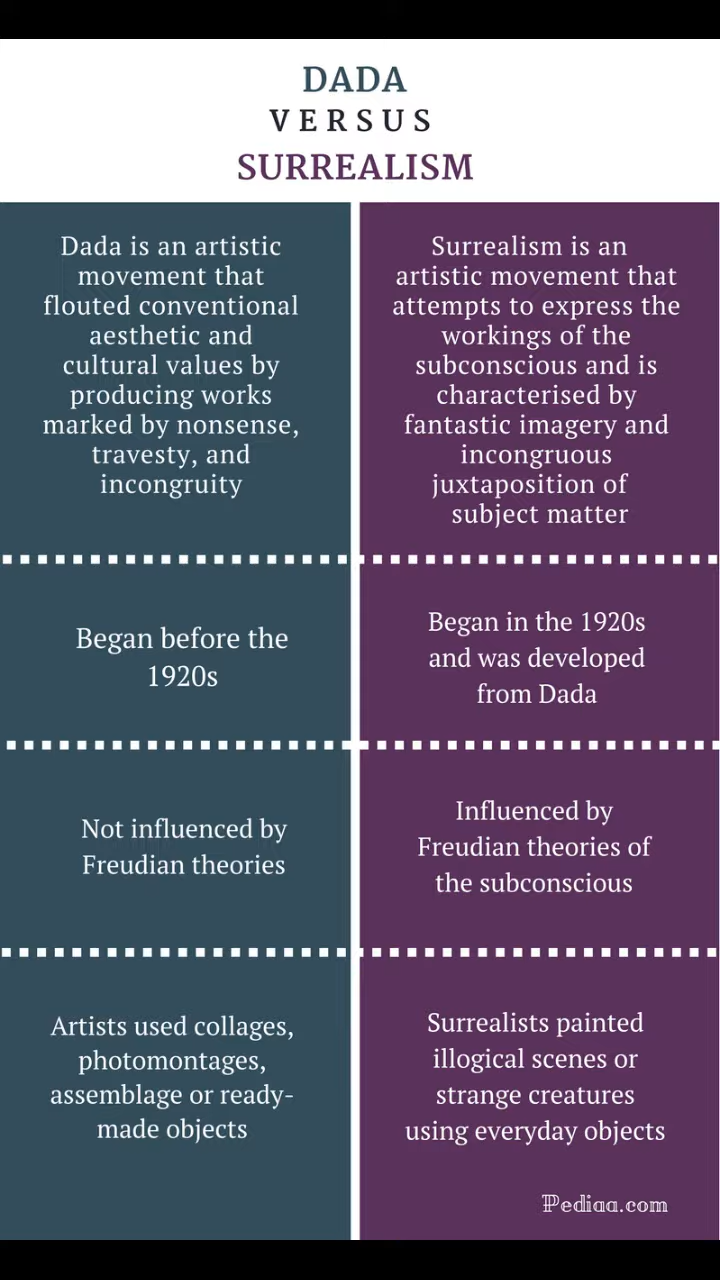 DADA
VERSUS
SURREALISM
Dada is an artistic
movement that
flouted conventional
aesthetic and
cultural values by
producing works
marked by nonsense,
travesty, and
incongruity
Surrealism is an
artistic movement that
attempts to express the
workings of the
subconscious and is
characterised by
fantastic imagery and
incongruous
juxtaposition of
subject matter
Began before the
1920s
Began in the 1920s
and was developed
from Dada
Not influenced by
Freudian theories
Influenced by
Freudian theories of
the subconscious
Artists used collages,
photomontages,
assemblage or ready-
made objects
Surrealists painted
illogical scenes or
strange creatures
using everyday objects
Pediaa.com